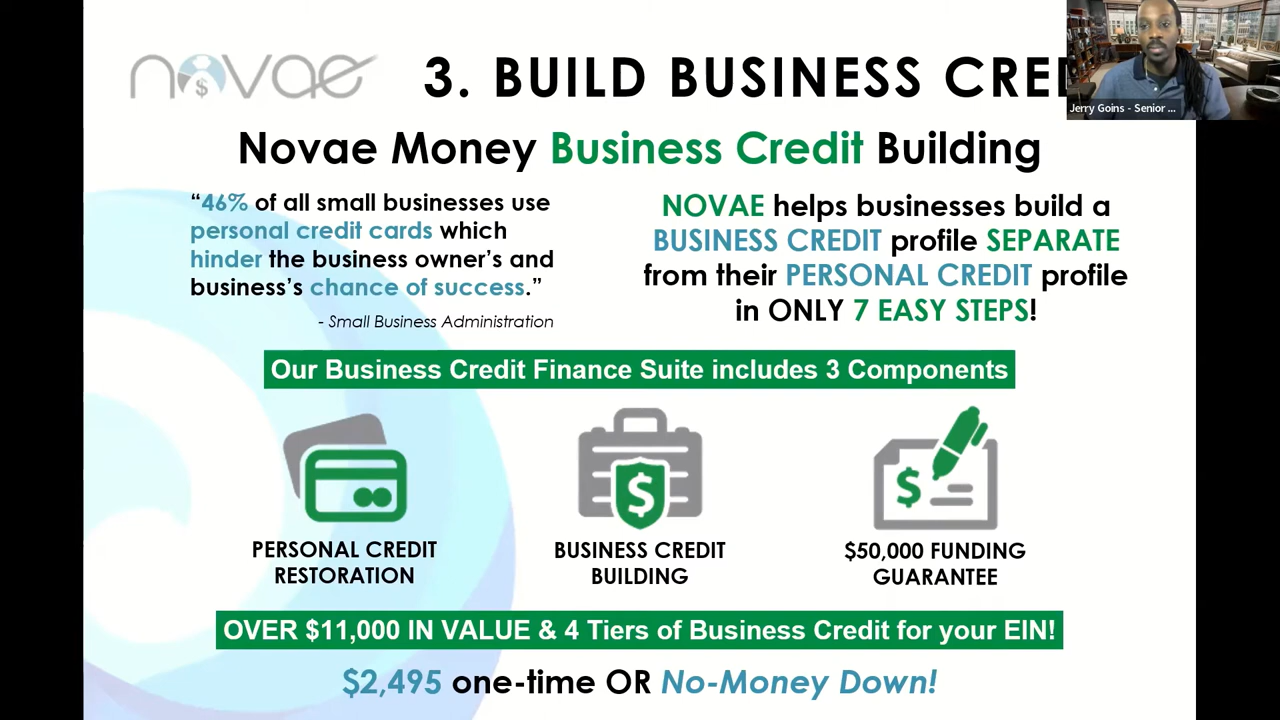 novae
3. BUILD BUSINESS CRED
Jerry Goins - Senior ...
Novae Money Business Credit Building
“46% of all small businesses use
personal credit cards which
hinder the business owner’s and
business’s chance of success.”
- Small Business Administration
NOVAE helps businesses build a
BUSINESS CREDIT profile SEPARATE
from their PERSONAL CREDIT profile
in ONLY 7 EASY STEPS!
Our Business Credit Finance Suite includes 3 Components
$
$
PERSONAL CREDIT
RESTORATION
BUSINESS CREDIT
BUILDING
$50,000 FUNDING
GUARANTEE
OVER $11,000 IN VALUE & 4 Tiers of Business Credit for your EIN!
$2,495 one-time OR No-Money Down!